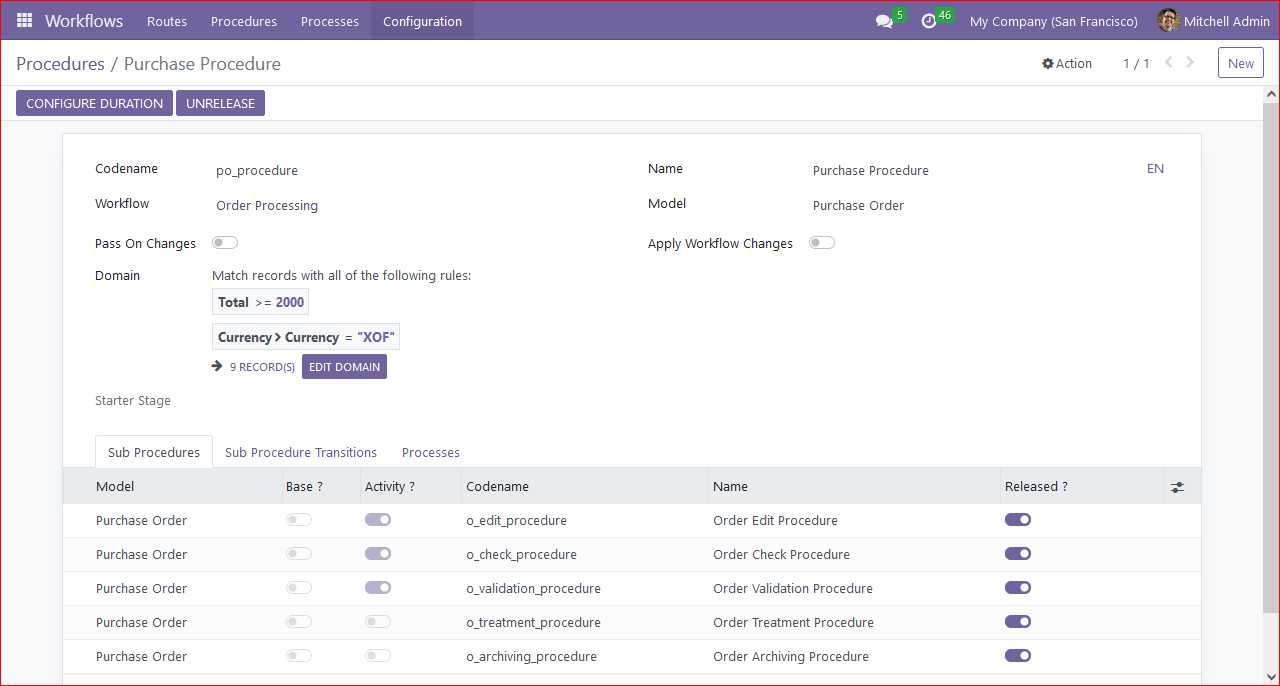 Workflows Routes Procedures Processes Configuration 5 46 My Company (San Francisco) Mitchell Admin
Procedures / Purchase Procedure Action 1 / 1 New
CONFIGURE DURATION UNRELEASE
Codename po_procedure Name Purchase Procedure EN
Workflow Order Processing Model Purchase Order
Pass On Changes Apply Workflow Changes
Domain Match records with all of the following rules:
Total >= 2000
Currency > Currency = "XOF"
9 RECORD(S) EDIT DOMAIN
Starter Stage
Sub Procedures Sub Procedure Transitions Processes
Model Base ? Activity ? Codename Name Released ?
Purchase Order o_edit_procedure Order Edit Procedure
Purchase Order o_check_procedure Order Check Procedure
Purchase Order o_validation_procedure Order Validation Procedure
Purchase Order o_treatment_procedure Order Treatment Procedure
Purchase Order o_archiving_procedure Order Archiving Procedure